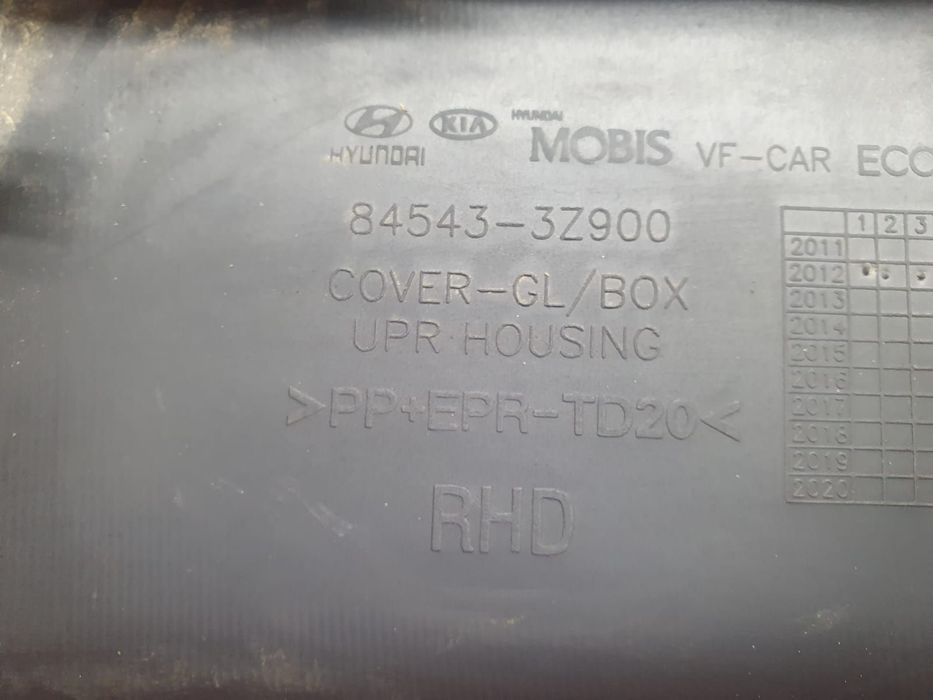 HYUNDAI KIA HYUNDAI MOBIS VF-CAR ECO
84543-3Z900
COVER-GL/BOX
UPR HOUSING
>PP+EPR-TD20<
RHD
1 2 3
2011
2012
2013
2014
2015
2016
2017
2018
2019
2020